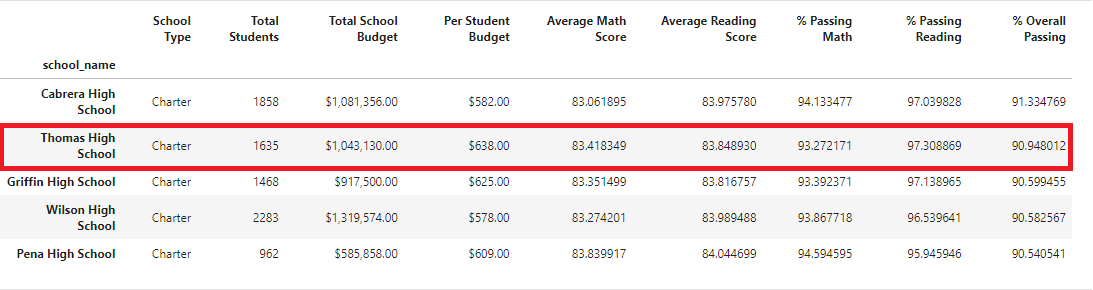 School Type Total Students Total School Budget Per Student Budget Average Math Score Average Reading Score % Passing Math % Passing Reading % Overall Passing
school_name
Cabrera High School Charter 1858 $1,081,356.00 $582.00 83.061895 83.975780 94.133477 97.039828 91.334769
Thomas High School Charter 1635 $1,043,130.00 $638.00 83.418349 83.848930 93.272171 97.308869 90.948012
Griffin High School Charter 1468 $917,500.00 $625.00 83.351499 83.816757 93.392371 97.138965 90.599455
Wilson High School Charter 2283 $1,319,574.00 $578.00 83.274201 83.989488 93.867718 96.539641 90.582567
Pena High School Charter 962 $585,858.00 $609.00 83.839917 84.044699 94.594595 95.945946 90.540541